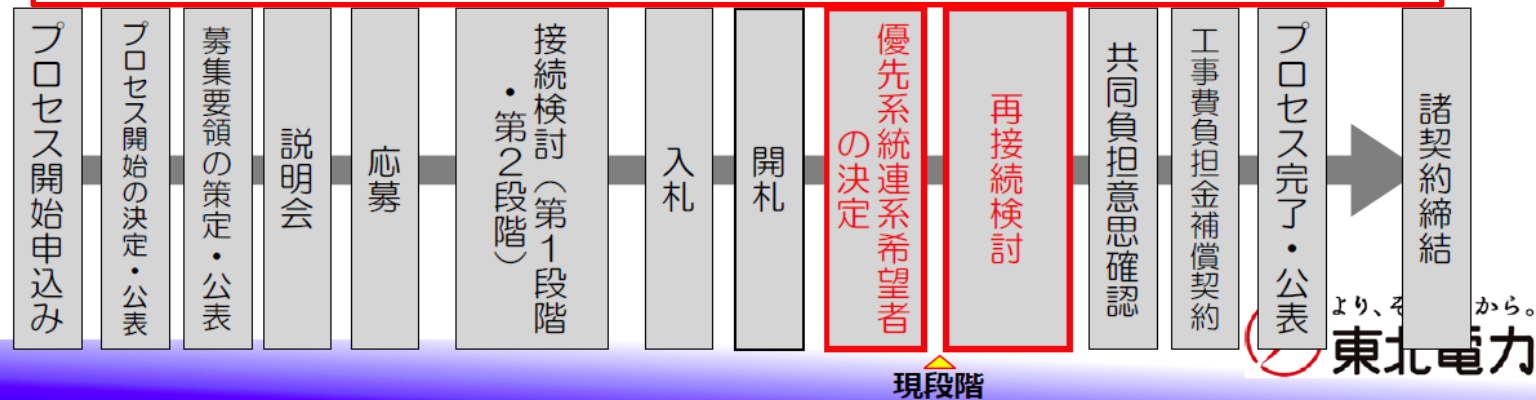 プロセス開始申込み
プロセス開始の決定・公表
募集要領の策定・公表
説明会
応募
接続検討（第１段階
・第２段階）
入札
開札
優先系統連系希望者
の決定
再接続検討
共同負担意思確認
工事費負担金補償契約
プロセス完了・公表
諸契約締結
より、そ
から。
東北電力
現段階